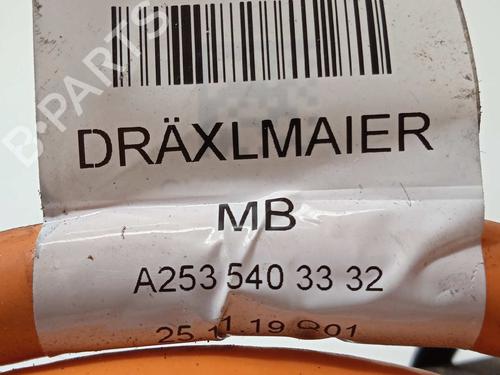 DRÄXLMAIER
MB
A253 540 33 32
B-PARTS